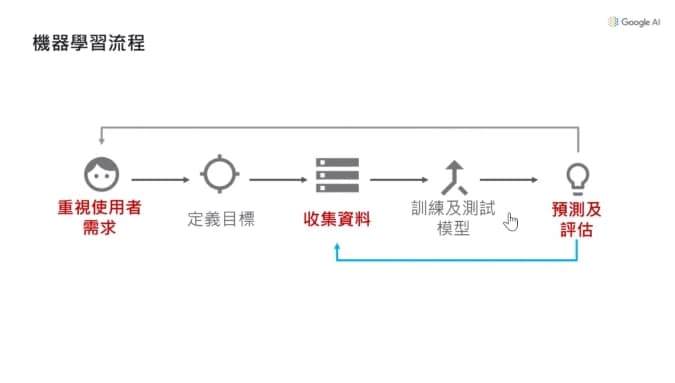 Google AI
機器學習流程
重視使用者
需求
定義目標
收集資料
訓練及測試
模型
預測及
評估